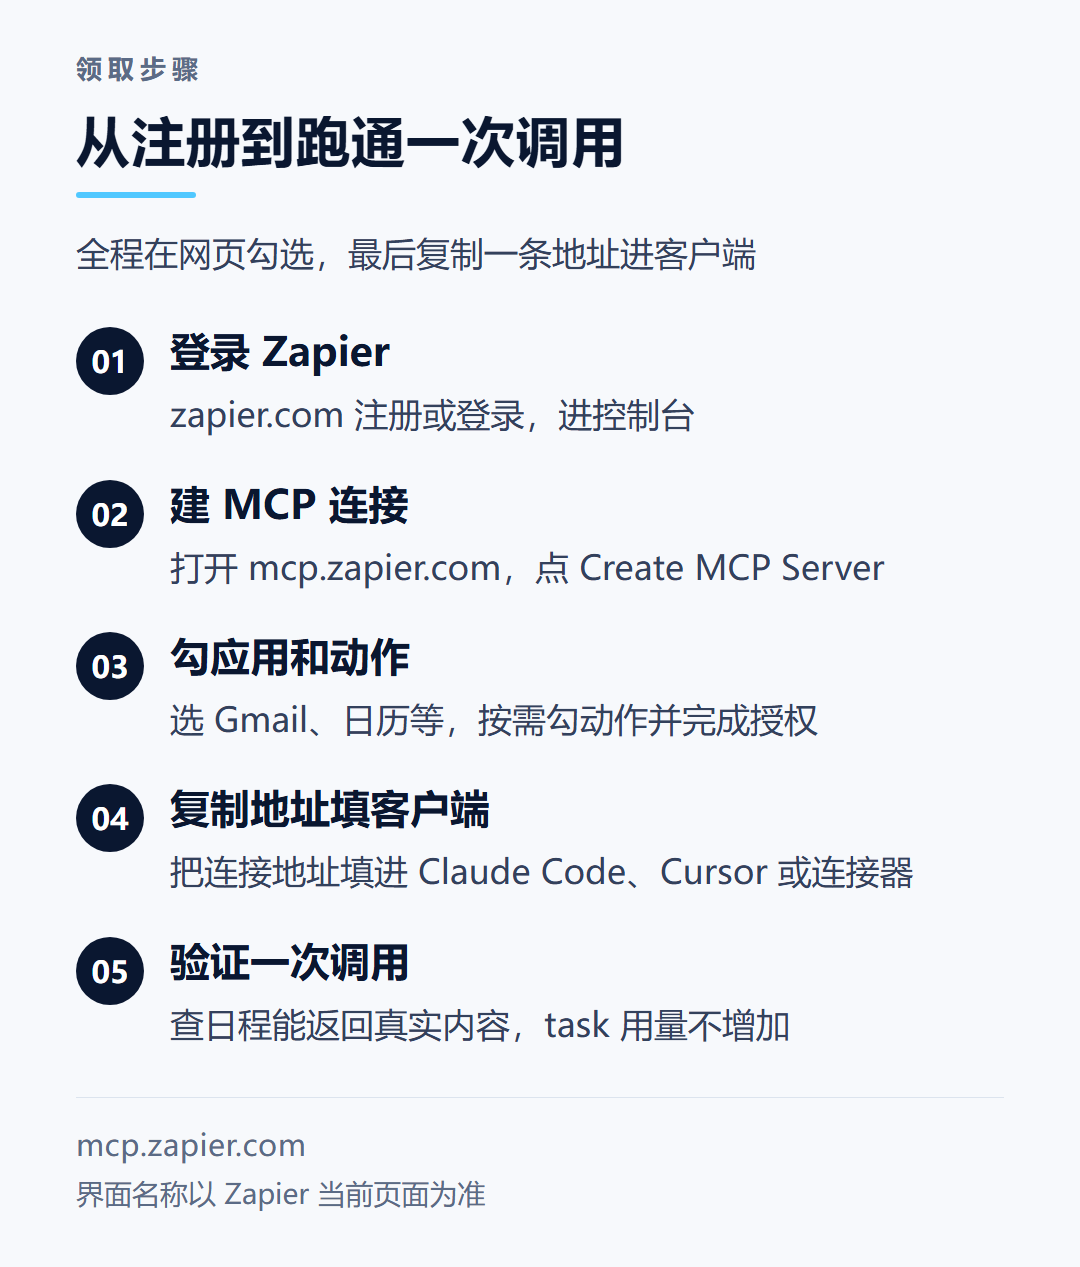 领取步骤
从注册到跑通一次调用
全程在网页勾选，最后复制一条地址进客户端
01
登录 Zapier
zapier.com 注册或登录，进控制台
02
建 MCP 连接
打开 mcp.zapier.com，点 Create MCP Server
03
勾应用和动作
选 Gmail、日历等，按需勾动作并完成授权
04
复制地址填客户端
把连接地址填进 Claude Code、Cursor 或连接器
05
验证一次调用
查日程能返回真实内容，task 用量不增加
mcp.zapier.com
界面名称以 Zapier 当前页面为准